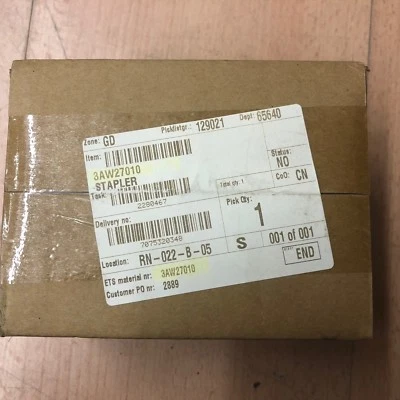 Zone: GD Picklistgr.: 129021 Dept: 65640
Item:
3AW27010
STAPLER
Status:
NO
Task: Total qty: 1 CoO: CN
2280467
Pick Qty:
1
Delivery no:
7075320348
S 001 of 001
Location: RN-022-B-05
END
ETS material nr: 3AW27010
Customer PO nr: 2889